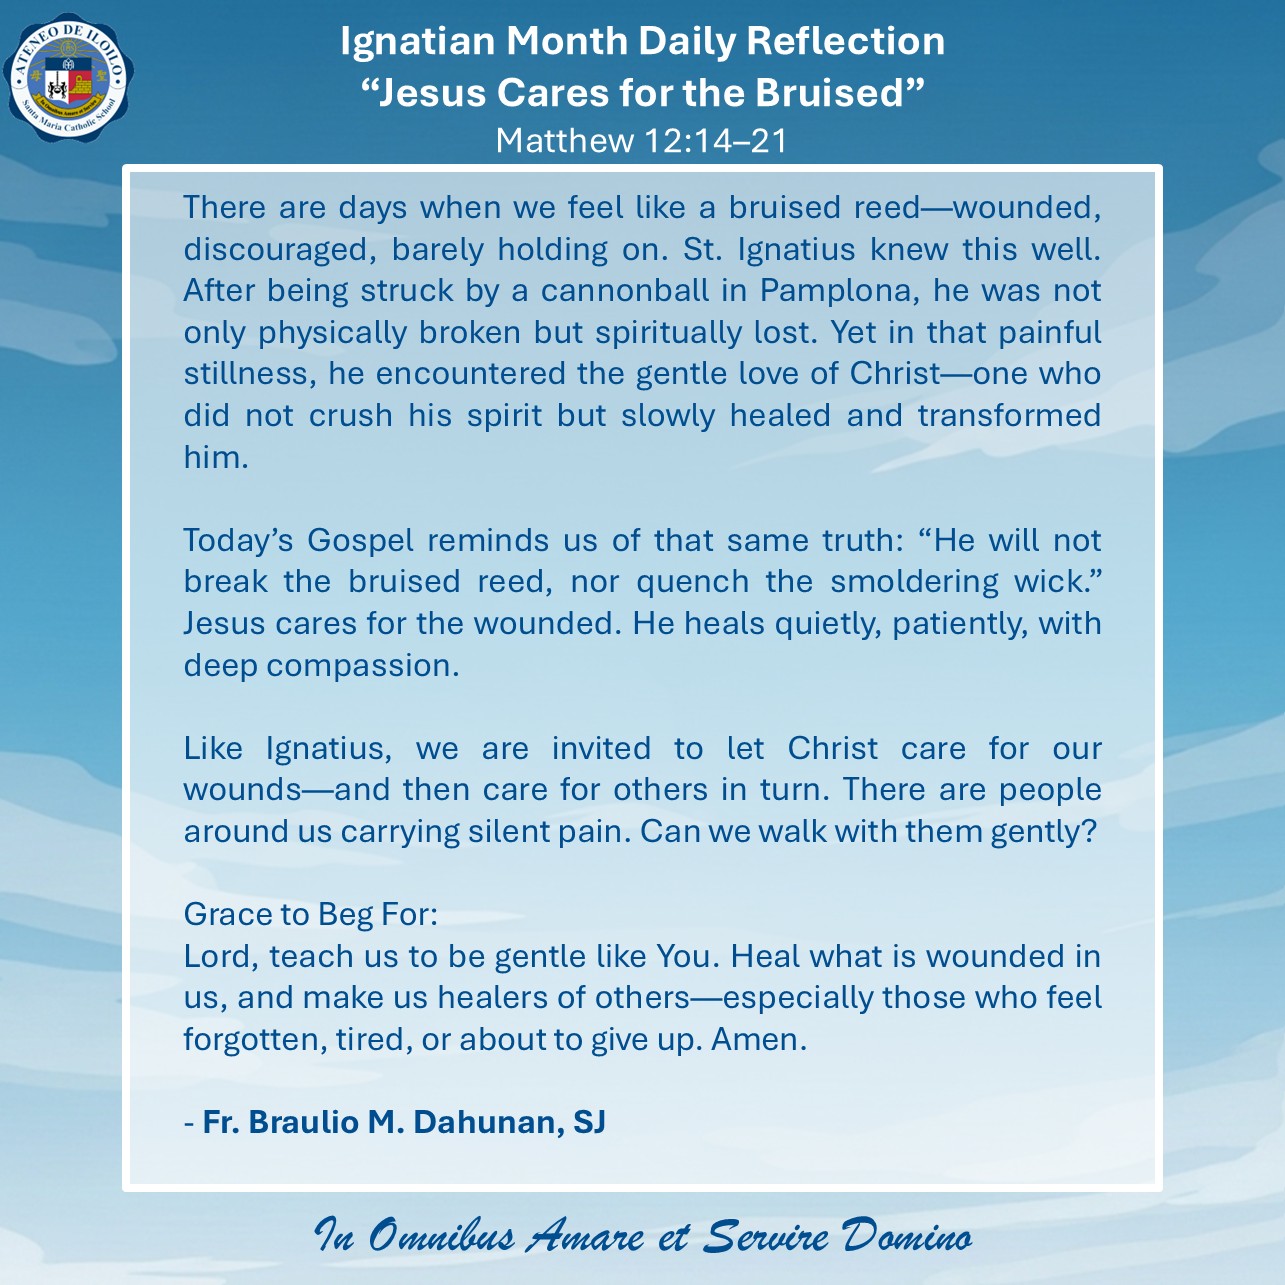 ATENEO DE ILOILO
Santa Maria Catholic School
Ignatian Month Daily Reflection
“Jesus Cares for the Bruised”
Matthew 12:14–21
There are days when we feel like a bruised reed—wounded,
discouraged, barely holding on. St. Ignatius knew this well.
After being struck by a cannonball in Pamplona, he was not
only physically broken but spiritually lost. Yet in that painful
stillness, he encountered the gentle love of Christ—one who
did not crush his spirit but slowly healed and transformed
him.
Today’s Gospel reminds us of that same truth: “He will not
break the bruised reed, nor quench the smoldering wick.”
Jesus cares for the wounded. He heals quietly, patiently, with
deep compassion.
Like Ignatius, we are invited to let Christ care for our
wounds—and then care for others in turn. There are people
around us carrying silent pain. Can we walk with them gently?
Grace to Beg For:
Lord, teach us to be gentle like You. Heal what is wounded in
us, and make us healers of others—especially those who feel
forgotten, tired, or about to give up. Amen.
- Fr. Braulio M. Dahunan, SJ
In Omnibus Amare et Servire Domino